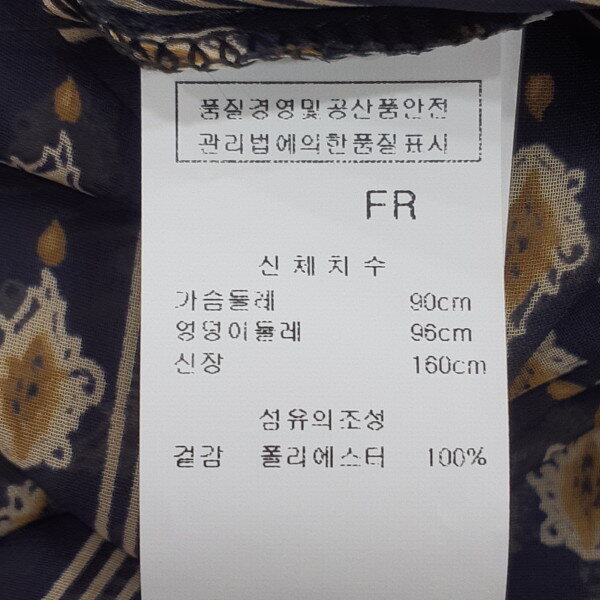 품질경영및공산품안전
관리법에의한품질표시
FR
신체치수
가슴둘레 90cm
엉덩이둘레 96cm
신장 160cm
섬유의조성
겉감 폴리에스터 100%